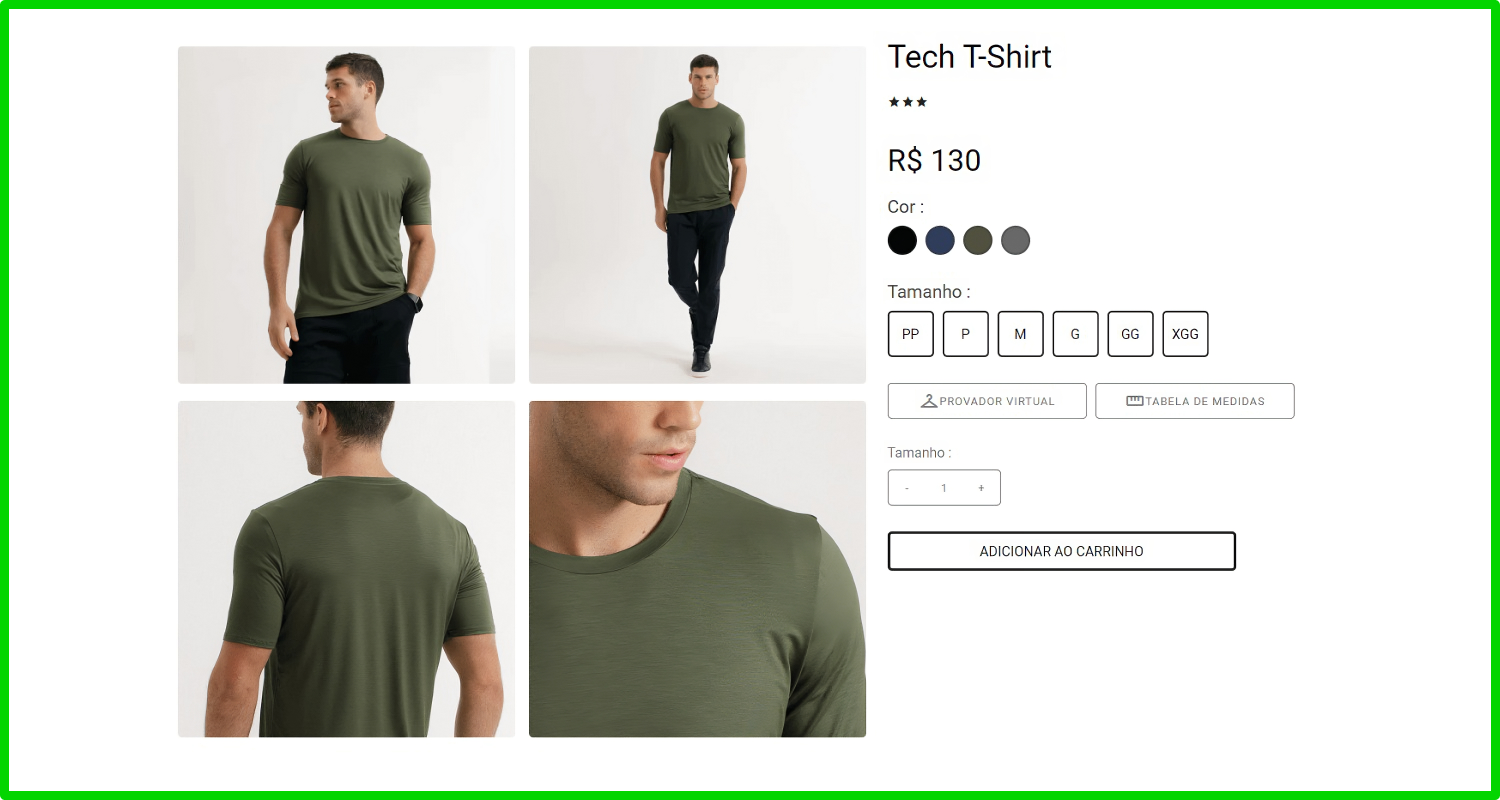 Tech T-Shirt
★★★
R$ 130
Cor :
Tamanho :
PP P M G GG XGG
PROVADOR VIRTUAL TABELA DE MEDIDAS
Tamanho :
- 1 +
ADICIONAR AO CARRINHO